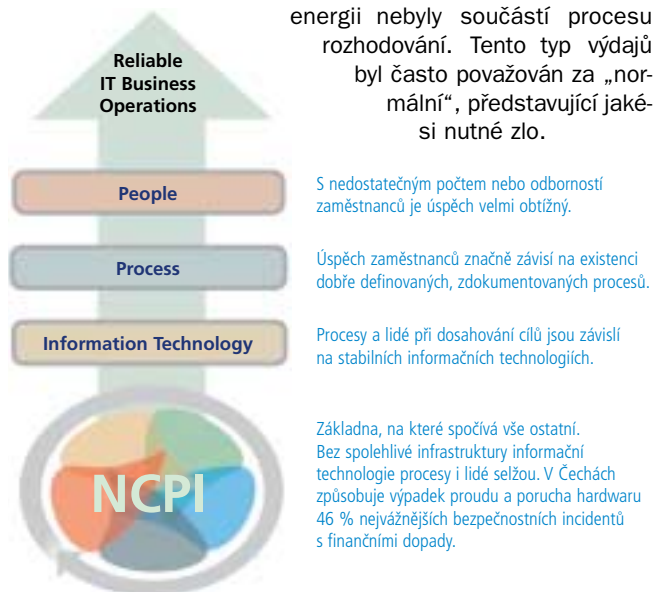 energii nebyly součástí procesu
rozhodování. Tento typ výdajů
byl často považován za „nor-
mální“, představující jaké-
si nutné zlo.
Reliable
IT Business
Operations
People
S nedostatečným počtem nebo odborností
zaměstnanců je úspěch velmi obtížný.
Process
Úspěch zaměstnanců značně závisí na existenci
dobře definovaných, zdokumentovaných procesů.
Information Technology
Procesy a lidé při dosahování cílů jsou závislí
na stabilních informačních technologiích.
NCPI
Základna, na které spočívá vše ostatní.
Bez spolehlivé infrastruktury informační
technologie procesy i lidé selžou. V Čechách
způsobuje výpadek proudu a porucha hardwaru
46 % nejvážnějších bezpečnostních incidentů
s finančními dopady.